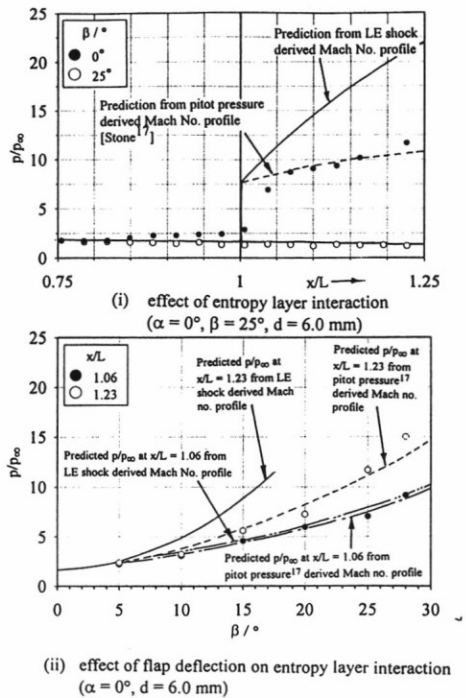 25
20
15
10
5
2
0
p/p∞
β / °
● 0°
○ 25°
Prediction from LE shock
derived Mach No. profile
Prediction from pitot pressure
derived Mach No. profile
[Stone¹⁷]
0.75
1
x/L
1.25
(i) effect of entropy layer interaction
(α = 0°, β = 25°, d = 6.0 mm)
25
20
15
10
5
0
p/p∞
x/L
● 1.06
○ 1.23
Predicted p/p∞ at
x/L = 1.23 from LE
shock derived Mach
no. profile
Predicted p/p∞ at
x/L = 1.23 from
pitot pressure¹⁷
derived Mach no.
profile
Predicted p/p∞ at x/L = 1.06 from
LE shock derived Mach No. profile
Predicted p/p∞ at x/L = 1.06 from
pitot pressure¹⁷ derived Mach no. profile
0 5 10 15 20 25 30
β / °
(ii) effect of flap deflection on entropy layer interaction
(α = 0°, d = 6.0 mm)